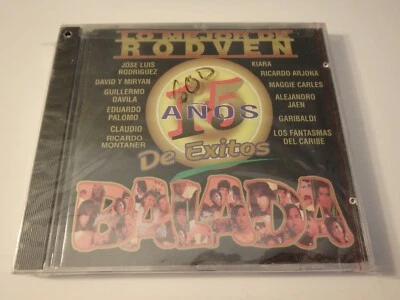 LO MEJOR DE
RODVEN
JOSE LUIS
RODRIGUEZ
DAVID Y MIRYAN
GUILLERMO
DAVILA
EDUARDO
PALOMO
CLAUDIO
RICARDO
MONTANER
15
AÑOS
De Exitos
KIARA
RICARDO ARJONA
MAGGIE CARLES
ALEJANDRO
JAEN
GARIBALDI
LOS FANTASMAS
DEL CARIBE
BALADA